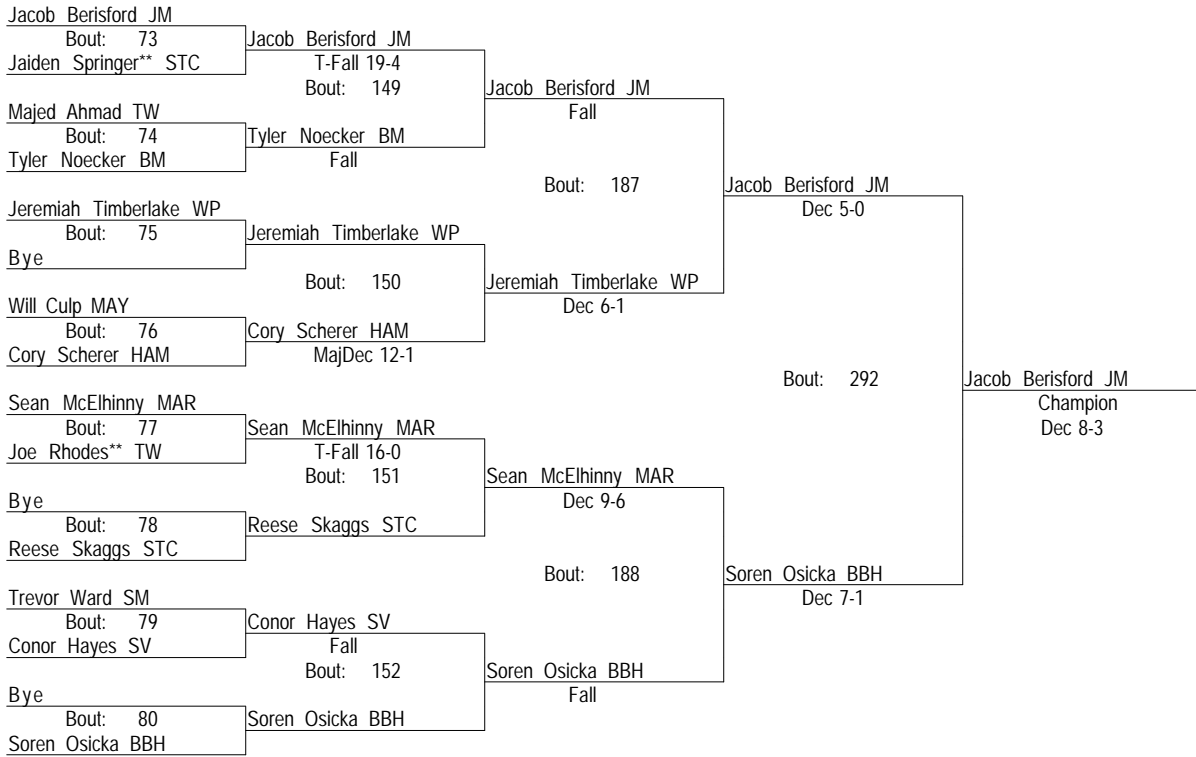 Jacob Berisford JM
Bout: 73
Jaiden Springer** STC
Majed Ahmad TW
Bout: 74
Tyler Noecker BM
Jeremiah Timberlake WP
Bout: 75
Bye
Will Culp MAY
Bout: 76
Cory Scherer HAM
Sean McElhinny MAR
Bout: 77
Joe Rhodes** TW
Bye
Bout: 78
Reese Skaggs STC
Trevor Ward SM
Bout: 79
Conor Hayes SV
Bye
Bout: 80
Soren Osicka BBH
Jacob Berisford JM
T-Fall 19-4
Bout: 149
Tyler Noecker BM
Fall
Jeremiah Timberlake WP
Bout: 150
Cory Scherer HAM
MajDec 12-1
Sean McElhinny MAR
T-Fall 16-0
Bout: 151
Reese Skaggs STC
Conor Hayes SV
Fall
Bout: 152
Soren Osicka BBH
Jacob Berisford JM
Fall
Bout: 187
Jeremiah Timberlake WP
Dec 6-1
Sean McElhinny MAR
Dec 9-6
Bout: 188
Soren Osicka BBH
Fall
Jacob Berisford JM
Dec 5-0
Bout: 292
Soren Osicka BBH
Dec 7-1
Jacob Berisford JM
Champion
Dec 8-3